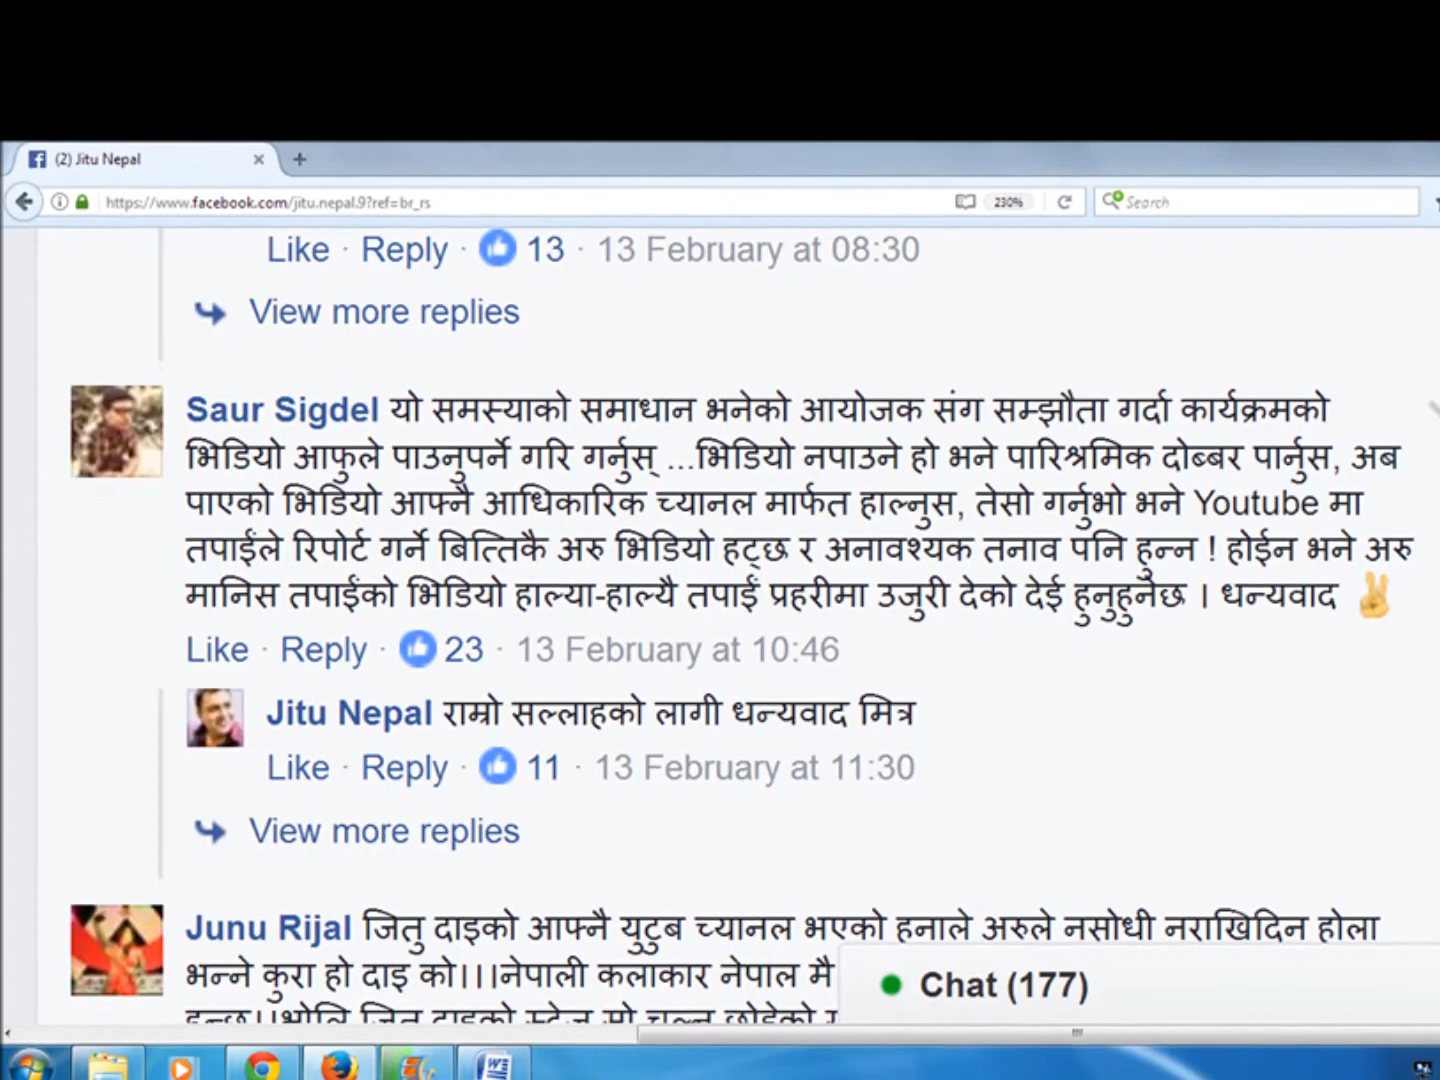 (2) Jitu Nepal
https://www.facebook.com/jitu.nepal.9?ref=br_rs
230%
Search
Like · Reply · 13 · 13 February at 08:30
View more replies
Saur Sigdel यो समस्याको समाधान भनेको आयोजक संग सम्झौता गर्दा कार्यक्रमको
भिडियो आफुले पाउनुपर्ने गरि गर्नुस् ...भिडियो नपाउने हो भने पारिश्रमिक दोब्बर पार्नुस, अब
पाएको भिडियो आफ्नै आधिकारिक च्यानल मार्फत हाल्नुस, तेसो गर्नुभो भने Youtube मा
तपाईंले रिपोर्ट गर्ने बित्तिकै अरु भिडियो हट्छ र अनावश्यक तनाव पनि हुन्न ! होईन भने अरु
मानिस तपाईंको भिडियो हाल्या-हाल्यै तपाईं प्रहरीमा उजुरी देको देई हुनुहुनेछ । धन्यवाद ✌
Like · Reply · 23 · 13 February at 10:46
Jitu Nepal राम्रो सल्लाहको लागी धन्यवाद मित्र
Like · Reply · 11 · 13 February at 11:30
View more replies
Junu Rijal जितु दाइको आफ्नै युटुब च्यानल भएको हनाले अरुले नसोधी नराखिदिन होला
भन्ने कुरा हो दाइ को।।।नेपाली कलाकार नेपाल मै
Chat (177)